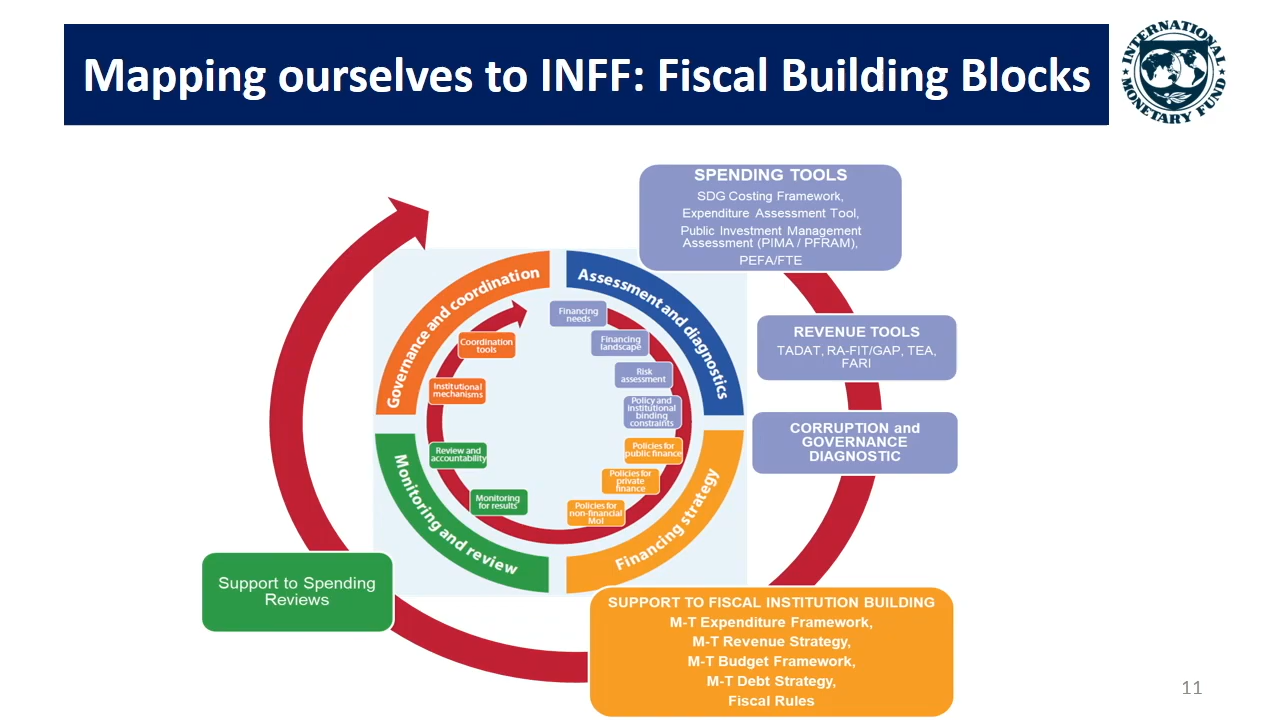 Mapping ourselves to INFF: Fiscal Building Blocks
INTERNATIONAL
MONETARY FUND
SPENDING TOOLS
SDG Costing Framework,
Expenditure Assessment Tool,
Public Investment Management
Assessment (PIMA / PFRAM),
PEFA/FTE
REVENUE TOOLS
TADAT, RA-FIT/GAP, TEA,
FARI
CORRUPTION and
GOVERNANCE
DIAGNOSTIC
Governance and coordination
Assessment and diagnostics
Financing
needs
Financing
landscape
Risk
assessment
Policy and
institutional
binding
constraints
Policies for
public finance
Policies for
private
finance
Policies for
non-financial
MoI
Financing strategy
Coordination
tools
Institutional
mechanisms
Review and
accountability
Monitoring
for results
Monitoring and review
Support to Spending
Reviews
SUPPORT TO FISCAL INSTITUTION BUILDING
M-T Expenditure Framework,
M-T Revenue Strategy,
M-T Budget Framework,
M-T Debt Strategy,
Fiscal Rules
11